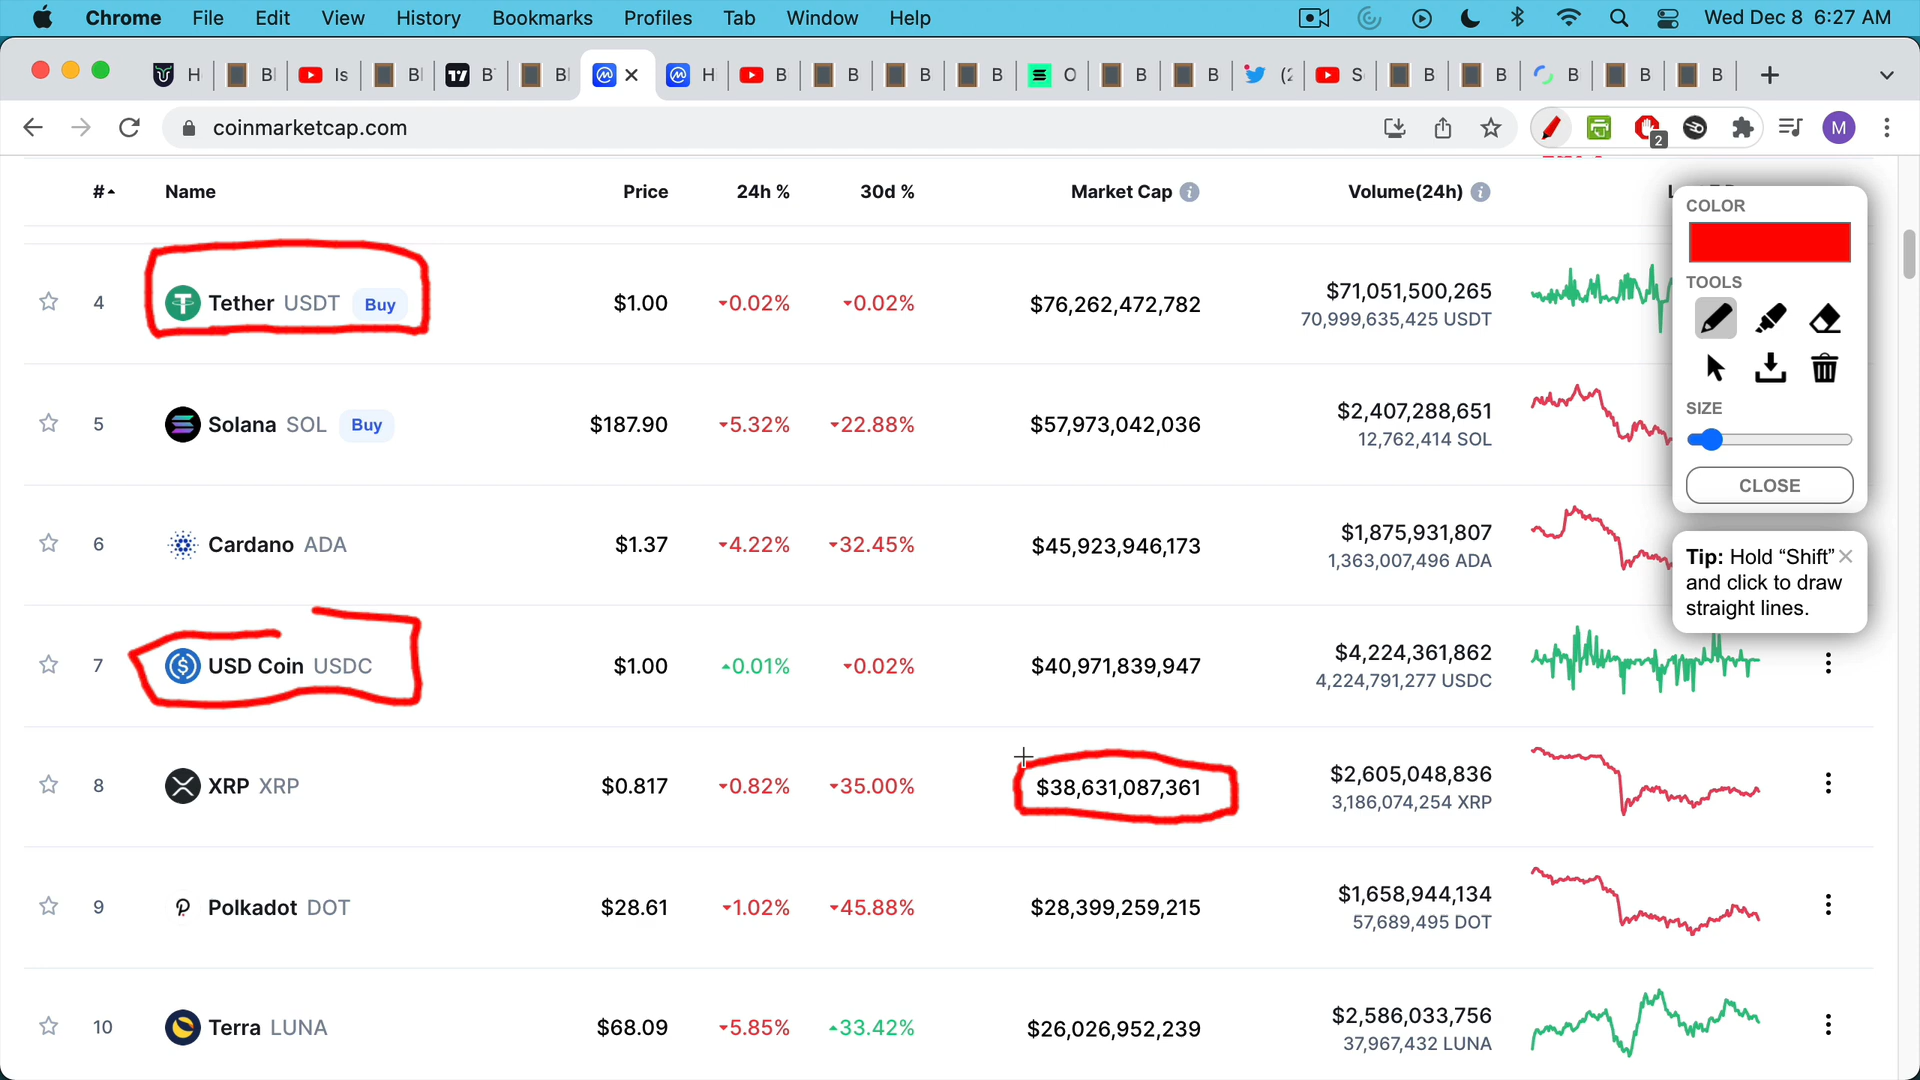 Chrome File Edit View History Bookmarks Profiles Tab Window Help Wed Dec 8 6:27 AM
H B Is B B B H B B B B O B B (2 S B B B B B
coinmarketcap.com 2 M
# Name Price 24h % 30d % Market Cap Volume(24h)
4 Tether USDT Buy $1.00 0.02% 0.02% $76,262,472,782 $71,051,500,265
70,999,635,425 USDT
5 Solana SOL Buy $187.90 5.32% 22.88% $57,973,042,036 $2,407,288,651
12,762,414 SOL
6 Cardano ADA $1.37 4.22% 32.45% $45,923,946,173 $1,875,931,807
1,363,007,496 ADA
7 USD Coin USDC $1.00 0.01% 0.02% $40,971,839,947 $4,224,361,862
4,224,791,277 USDC
8 XRP XRP $0.817 0.82% 35.00% $38,631,087,361 $2,605,048,836
3,186,074,254 XRP
9 Polkadot DOT $28.61 1.02% 45.88% $28,399,259,215 $1,658,944,134
57,689,495 DOT
10 Terra LUNA $68.09 5.85% 33.42% $26,026,952,239 $2,586,033,756
37,967,432 LUNA
COLOR
TOOLS
SIZE
CLOSE
Tip: Hold “Shift”
and click to draw
straight lines.